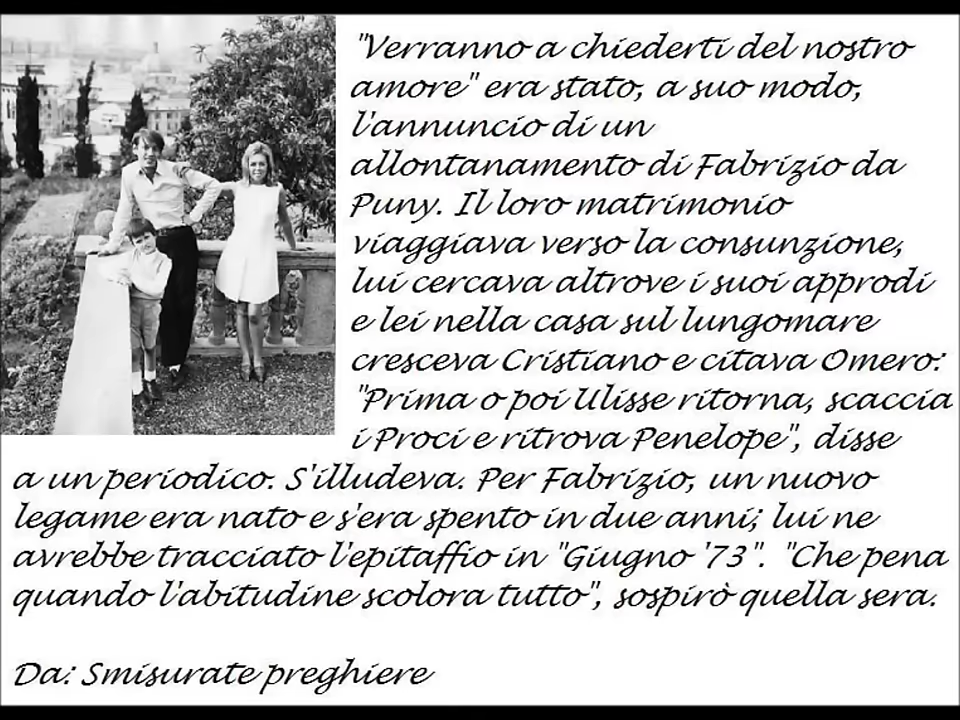 "Verranno a chiederti del nostro
amore" era stato, a suo modo,
l'annuncio di un
allontanamento di Fabrizio da
Puny. Il loro matrimonio
viaggiava verso la consunzione,
lui cercava altrove i suoi approdi
e lei nella casa sul lungomare
cresceva Cristiano e citava Omero:
"Prima o poi Ulisse ritorna, scaccia
i Proci e ritrova Penelope", disse
a un periodico. S'illudeva. Per Fabrizio, un nuovo
legame era nato e s'era spento in due anni; lui ne
avrebbe tracciato l'epitaffio in "Giugno '73". "Che pena
quando l'abitudine scolora tutto", sospirò quella sera.
Da: Smisurate preghiere